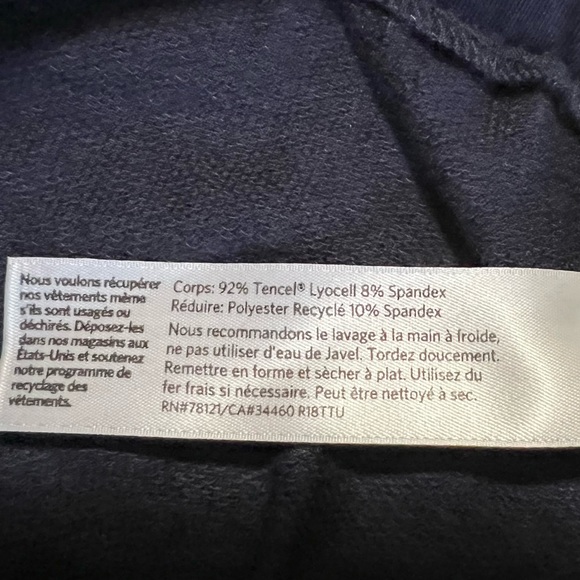 Nous voulons récupérer
nos vêtements même
s'ils sont usagés ou
déchirés. Déposez-les
dans nos magasins aux
États-Unis et soutenez
notre programme de
recyclage des
vêtements.
Corps: 92% Tencel® Lyocell 8% Spandex
Réduire: Polyester Recyclé 10% Spandex
Nous recommandons le lavage à la main à froide,
ne pas utiliser d'eau de Javel. Tordez doucement.
Remettre en forme et sècher à plat. Utilisez du
fer frais si nécessaire. Peut être nettoyé à sec.
RN#78121/CA#34460 R18TTU